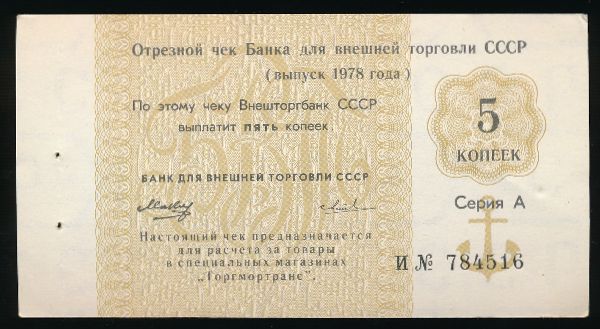 Отрезной чек Банка для внешней торговли СССР
(выпуск 1978 года)
По этому чеку Внешторгбанк СССР
выплатит пять копеек
5
КОПЕЕК
БАНК ДЛЯ ВНЕШНЕЙ ТОРГОВЛИ СССР
Серия А
Настоящий чек предназначается
для расчета за товары
в специальных магазинах
„Торгмортранс".
И № 784516